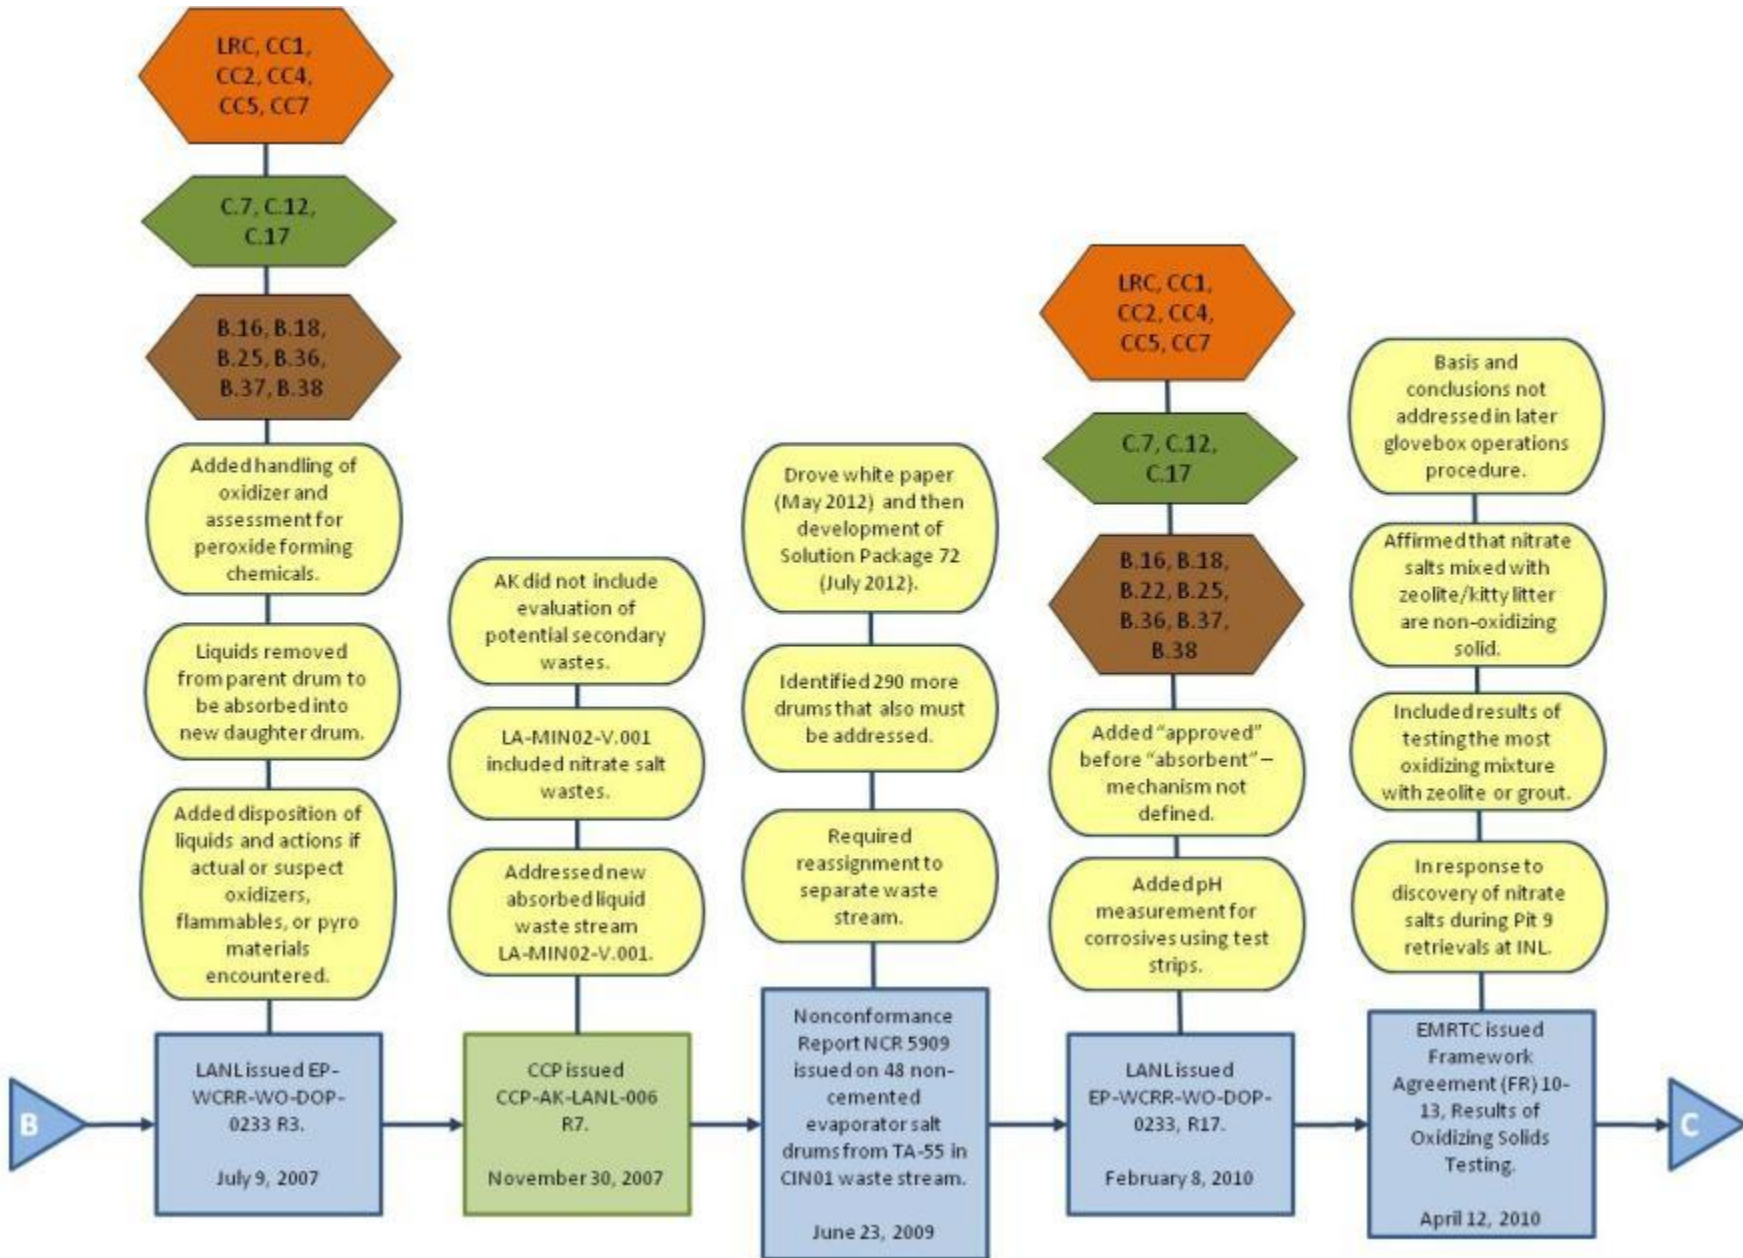 LRC, CC1,
CC2, CC4,
CC5, CC7
C.7, C.12,
C.17
B.16, B.18,
B.25, B.36,
B.37, B.38
Added handling of
oxidizer and
assessment for
peroxide forming
chemicals.
Liquids removed
from parent drum to
be absorbed into
new daughter drum.
Added disposition of
liquids and actions if
actual or suspect
oxidizers,
flammables, or pyro
materials
encountered.
B
LANL issued EP-
WCRR-WO-DOP-
0233 R3.
July 9, 2007
AK did not include
evaluation of
potential secondary
wastes.
LA-MIN02-V.001
included nitrate salt
wastes.
Addressed new
absorbed liquid
waste stream
LA-MIN02-V.001.
CCP issued
CCP-AK-LANL-006
R7.
November 30, 2007
Drove white paper
(May 2012) and then
development of
Solution Package 72
(July 2012).
Identified 290 more
drums that also must
be addressed.
Required
reassignment to
separate waste
stream.
Nonconformance
Report NCR 5909
issued on 48 non-
cemented
evaporator salt
drums from TA-55 in
CIN01 waste stream.
June 23, 2009
LRC, CC1,
CC2, CC4,
CC5, CC7
C.7, C.12,
C.17
B.16, B.18,
B.22, B.25,
B.36, B.37,
B.38
Added “approved”
before “absorbent” –
mechanism not
defined.
Added pH
measurement for
corrosives using test
strips.
LANL issued
EP-WCRR-WO-DOP-
0233, R17.
February 8, 2010
Basis and
conclusions not
addressed in later
glovebox operations
procedure.
Affirmed that nitrate
salts mixed with
zeolite/kitty litter
are non-oxidizing
solid.
Included results of
testing the most
oxidizing mixture
with zeolite or grout.
In response to
discovery of nitrate
salts during Pit 9
retrievals at INL.
EMRTC issued
Framework
Agreement (FR) 10-
13, Results of
Oxidizing Solids
Testing.
April 12, 2010
C